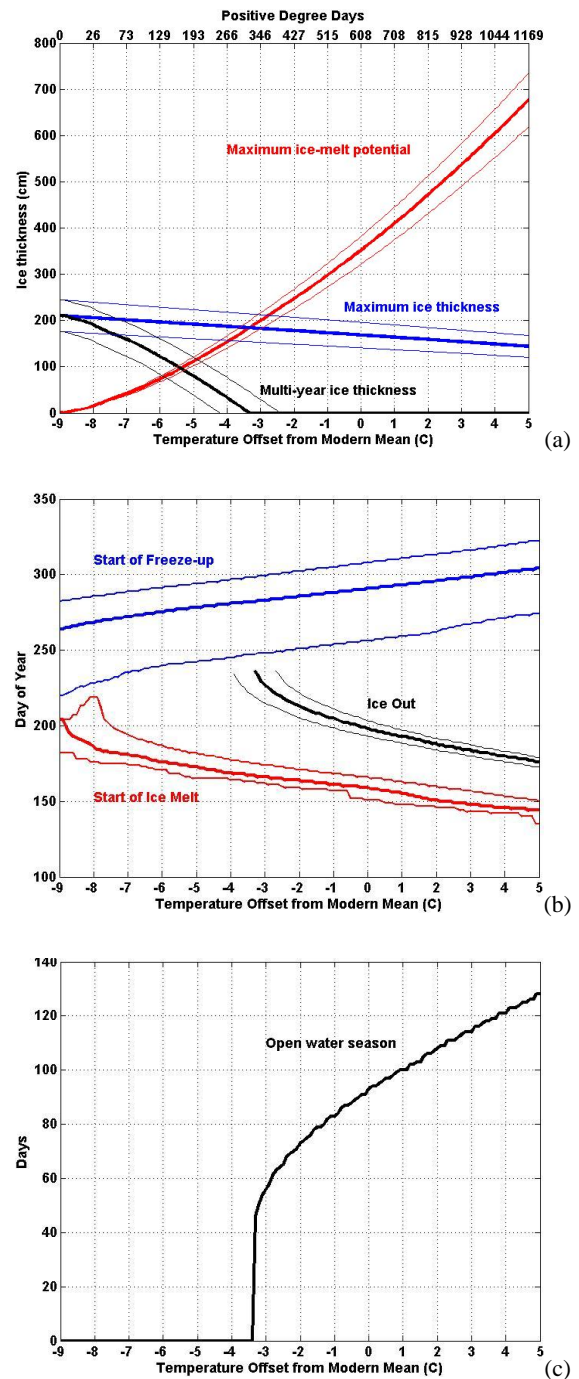 Positive Degree Days
0 26 73 129 193 266 346 427 515 608 708 815 928 1044 1169
800
700
600
500
400
300
200
100
0
Ice thickness (cm)
Maximum ice-melt potential
Maximum ice thickness
Multi-year ice thickness
-9 -8 -7 -6 -5 -4 -3 -2 -1 0 1 2 3 4 5
Temperature Offset from Modern Mean (C)
(a)
350
300
250
200
150
100
Day of Year
Start of Freeze-up
Ice Out
Start of Ice Melt
-9 -8 -7 -6 -5 -4 -3 -2 -1 0 1 2 3 4 5
Temperature Offset from Modern Mean (C)
(b)
140
120
100
80
60
40
20
0
Days
Open water season
-9 -8 -7 -6 -5 -4 -3 -2 -1 0 1 2 3 4 5
Temperature Offset from Modern Mean (C)
(c)